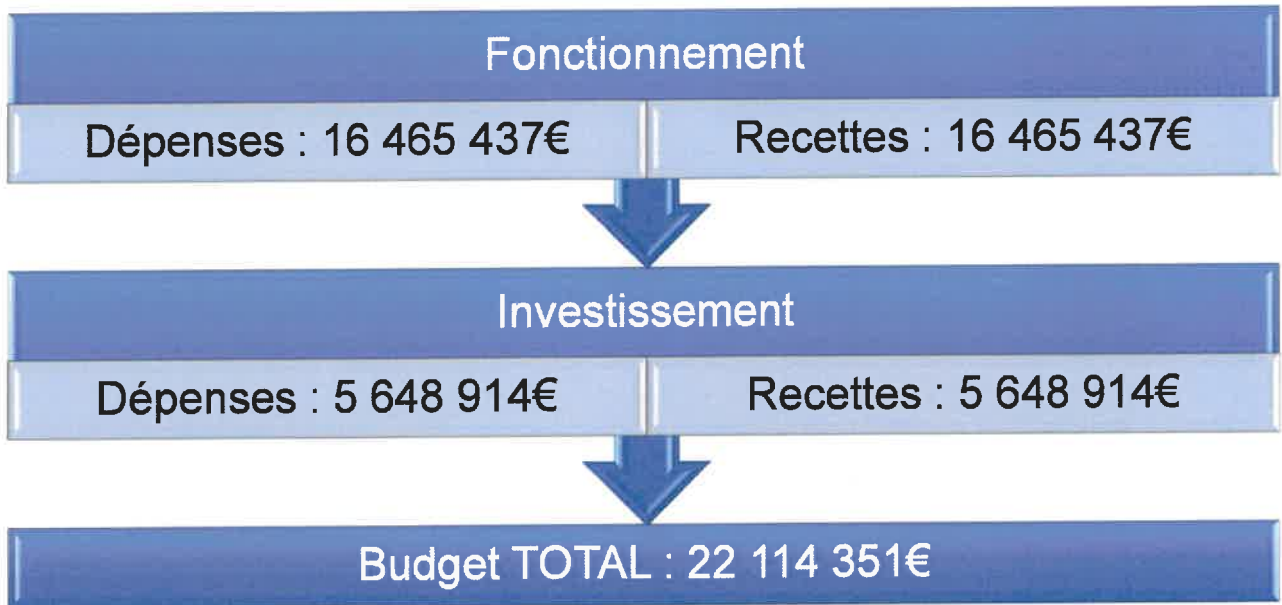 Fonctionnement
Dépenses : 16 465 437€
Recettes : 16 465 437€
Investissement
Dépenses : 5 648 914€
Recettes : 5 648 914€
Budget TOTAL : 22 114 351€